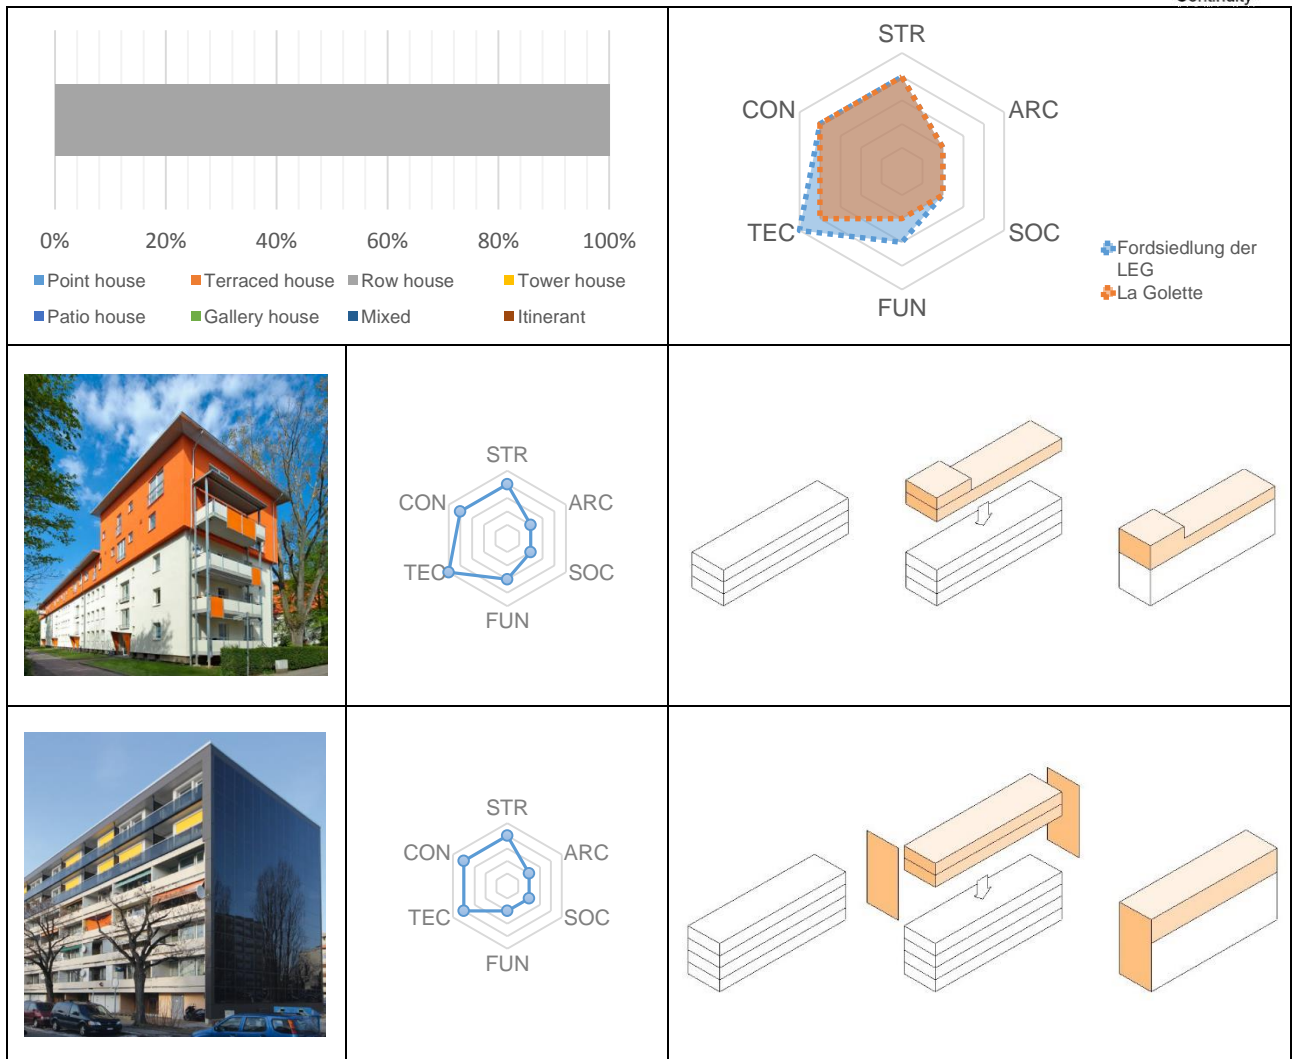 Continuity
0% 20% 40% 60% 80% 100%
Point house Terraced house Row house Tower house
Patio house Gallery house Mixed Itinerant
STR
CON ARC
TEC SOC
FUN
Fordsiedlung der
LEG
La Golette
STR
CON ARC
TEC SOC
FUN
STR
CON ARC
TEC SOC
FUN